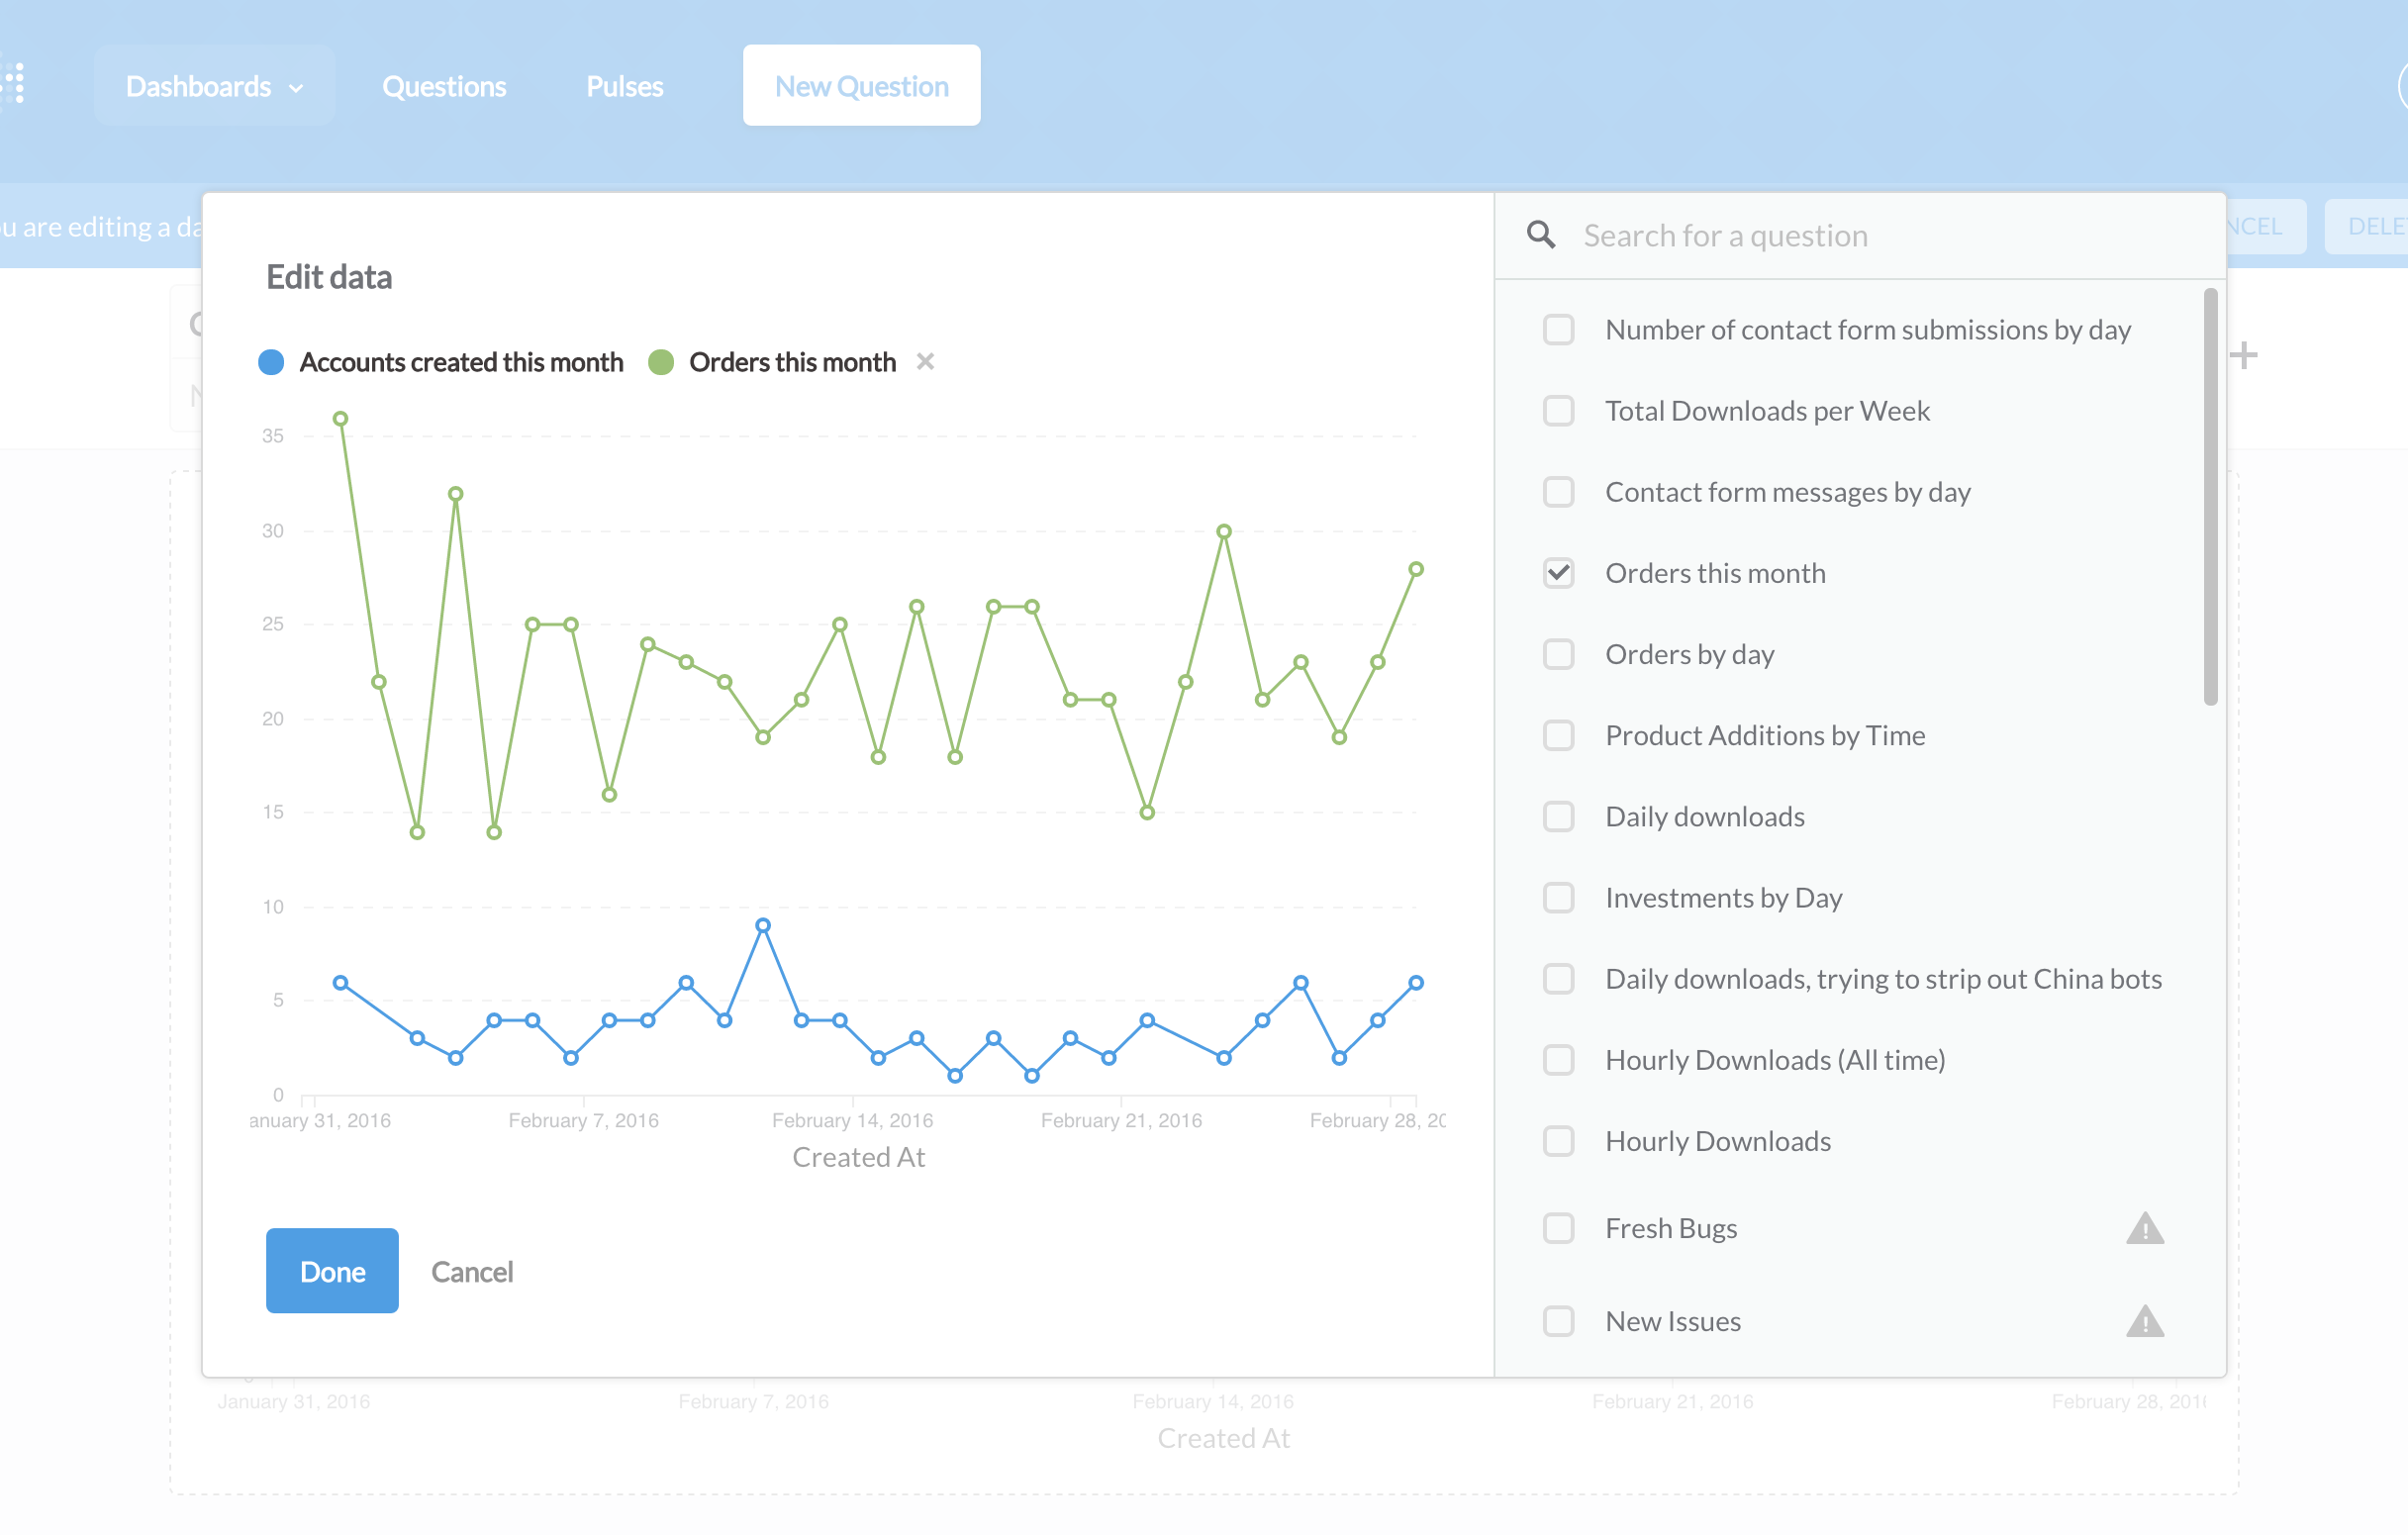 Dashboards
Questions
Pulses
New Question
u are editing a da
NCEL
DELE
Edit data
Accounts created this month
Orders this month
35
30
25
20
15
10
5
0
anuary 31, 2016
February 7, 2016
February 14, 2016
February 21, 2016
February 28, 20
Created At
Done
Cancel
Search for a question
Number of contact form submissions by day
Total Downloads per Week
Contact form messages by day
Orders this month
Orders by day
Product Additions by Time
Daily downloads
Investments by Day
Daily downloads, trying to strip out China bots
Hourly Downloads (All time)
Hourly Downloads
Fresh Bugs
New Issues
January 31, 2016
February 7, 2016
February 14, 2016
February 21, 2016
February 28, 201
Created At